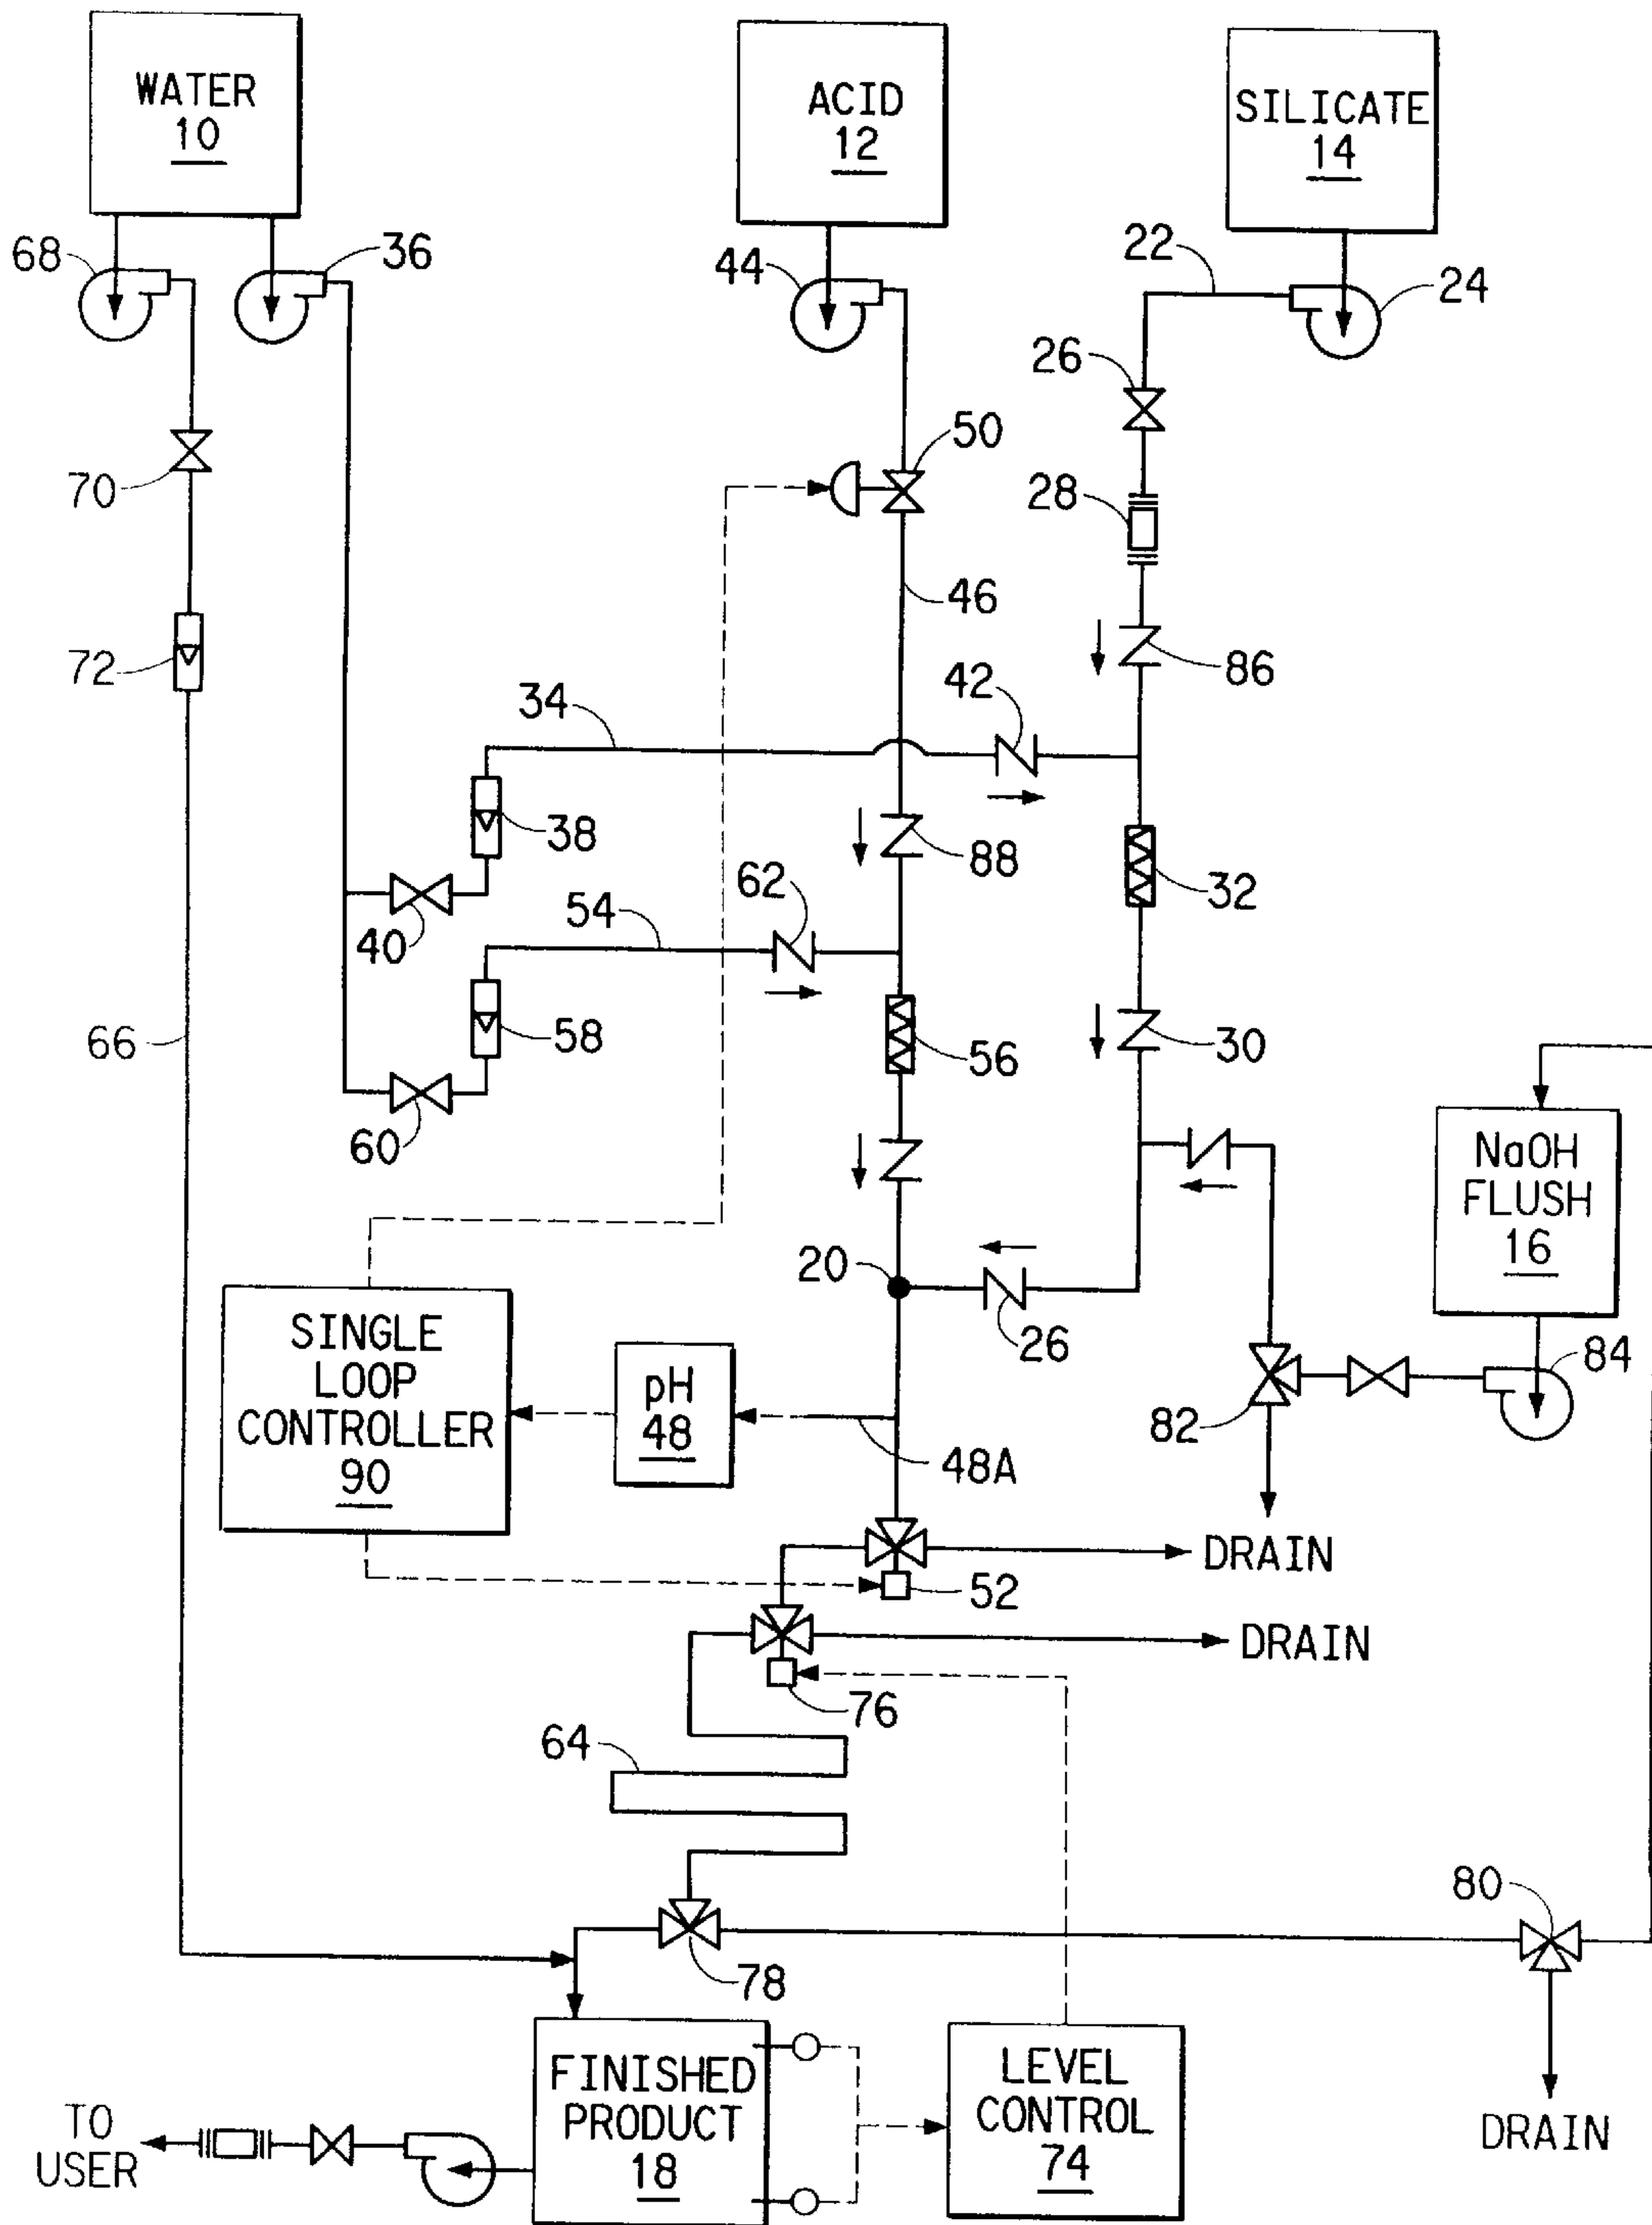 WATER
10
ACID
12
SILICATE
14
68
36
44
22
24
26
50
70
28
46
72
86
34
42
38
88
62
32
40
54
66
58
56
30
60
NaOH
FLUSH
16
20
SINGLE
LOOP
CONTROLLER
90
pH
48
26
84
82
48A
DRAIN
52
DRAIN
76
64
80
78
FINISHED
PRODUCT
18
LEVEL
CONTROL
74
TO
USER
DRAIN